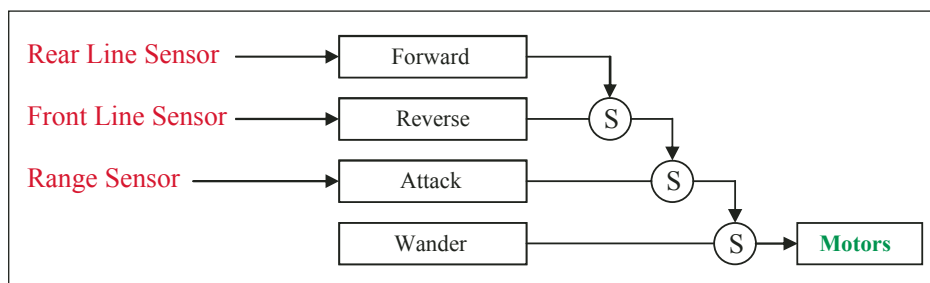 Rear Line Sensor Forward
Front Line Sensor Reverse S
Range Sensor Attack S
Wander S Motors